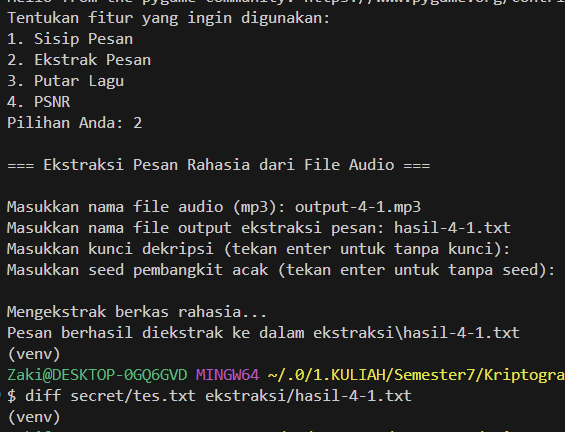 Tentukan fitur yang ingin digunakan:
1. Sisip Pesan
2. Ekstrak Pesan
3. Putar Lagu
4. PSNR
Pilihan Anda: 2
=== Ekstraksi Pesan Rahasia dari File Audio ===
Masukkan nama file audio (mp3): output-4-1.mp3
Masukkan nama file output ekstraksi pesan: hasil-4-1.txt
Masukkan kunci dekripsi (tekan enter untuk tanpa kunci):
Masukkan seed pembangkit acak (tekan enter untuk tanpa seed):
Mengekstrak berkas rahasia...
Pesan berhasil diekstrak ke dalam ekstraksi\hasil-4-1.txt
(venv)
Zaki@DESKTOP-0GQ6GVD MINGW64 ~/.0/1.KULIAH/Semester7/Kriptogra
$ diff secret/tes.txt ekstraksi/hasil-4-1.txt
(venv)